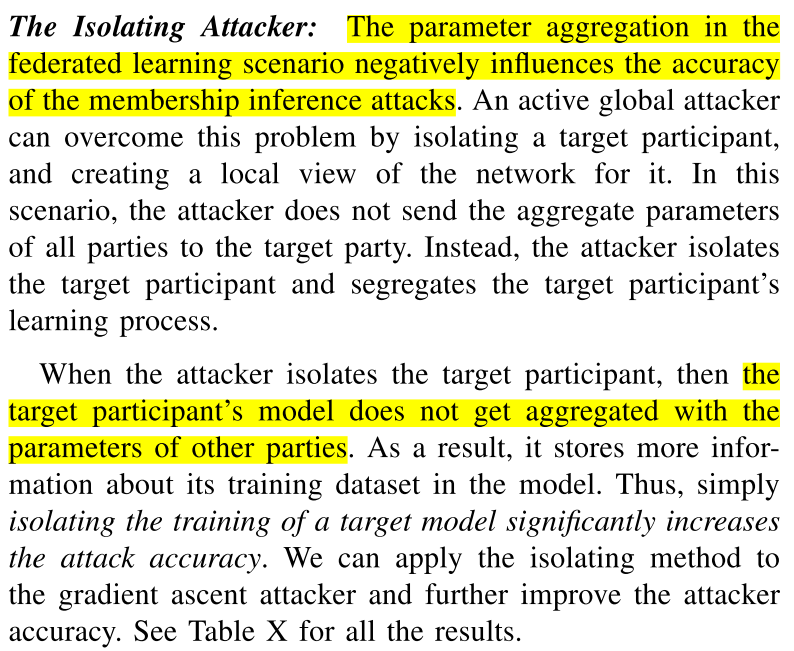 The Isolating Attacker: The parameter aggregation in the
federated learning scenario negatively influences the accuracy
of the membership inference attacks. An active global attacker
can overcome this problem by isolating a target participant,
and creating a local view of the network for it. In this
scenario, the attacker does not send the aggregate parameters
of all parties to the target party. Instead, the attacker isolates
the target participant and segregates the target participant's
learning process.
When the attacker isolates the target participant, then the
target participant's model does not get aggregated with the
parameters of other parties. As a result, it stores more infor-
mation about its training dataset in the model. Thus, simply
isolating the training of a target model significantly increases
the attack accuracy. We can apply the isolating method to
the gradient ascent attacker and further improve the attacker
accuracy. See Table X for all the results.